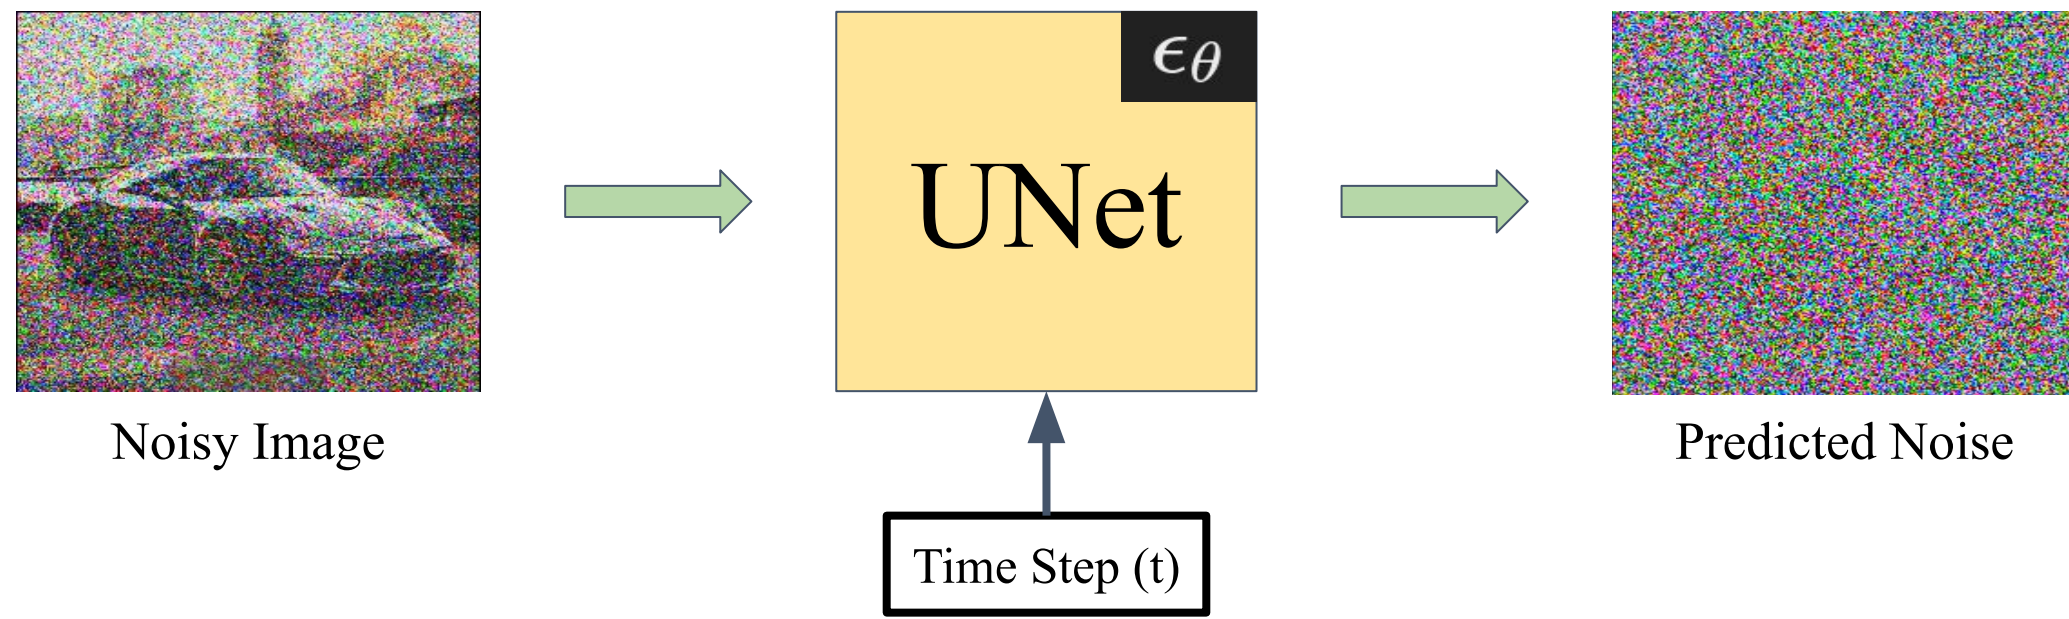 ϵθ
UNet
Noisy Image
Predicted Noise
Time Step (t)